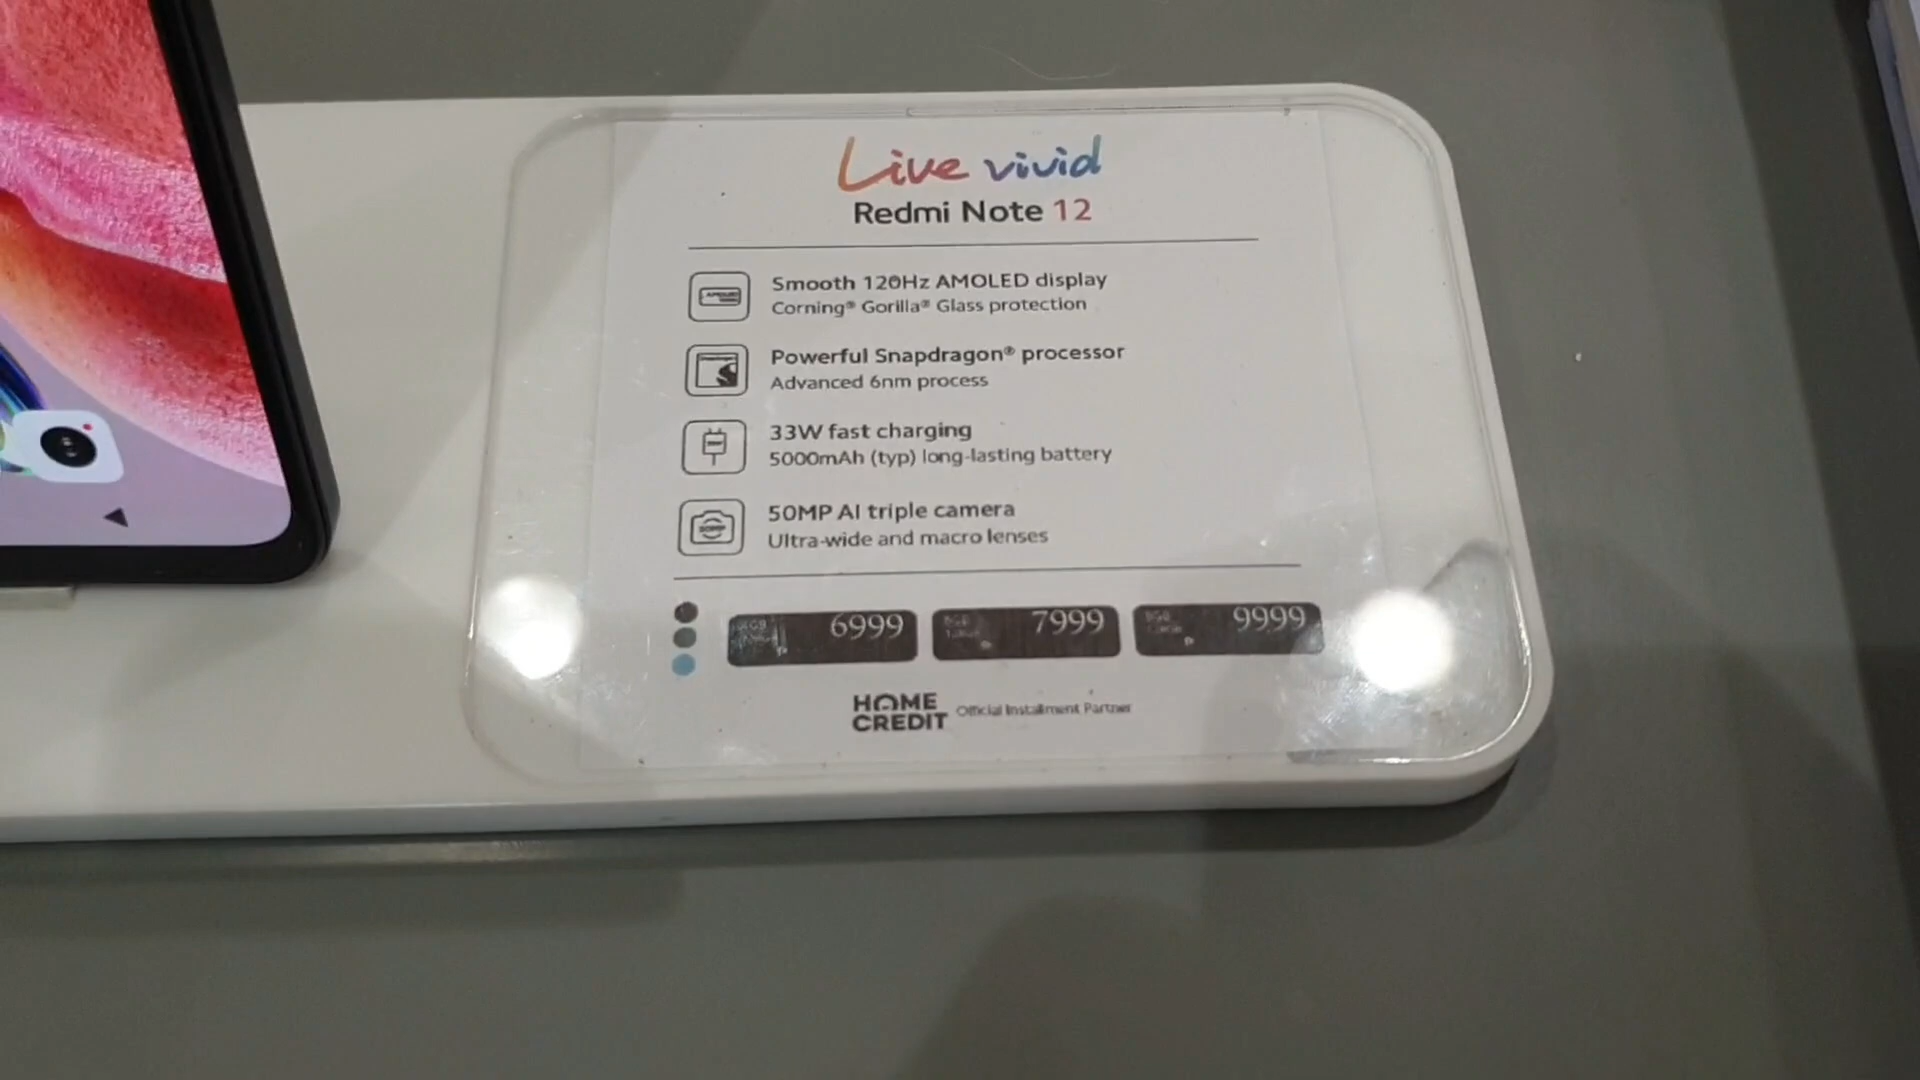 Live vivid
Redmi Note 12
Smooth 120Hz AMOLED display
Corning® Gorilla® Glass protection
Powerful Snapdragon® processor
Advanced 6nm process
33W fast charging
5000mAh (typ) long-lasting battery
50MP AI triple camera
Ultra-wide and macro lenses
6999 7999 9999
HOME CREDIT Official Installment Partner